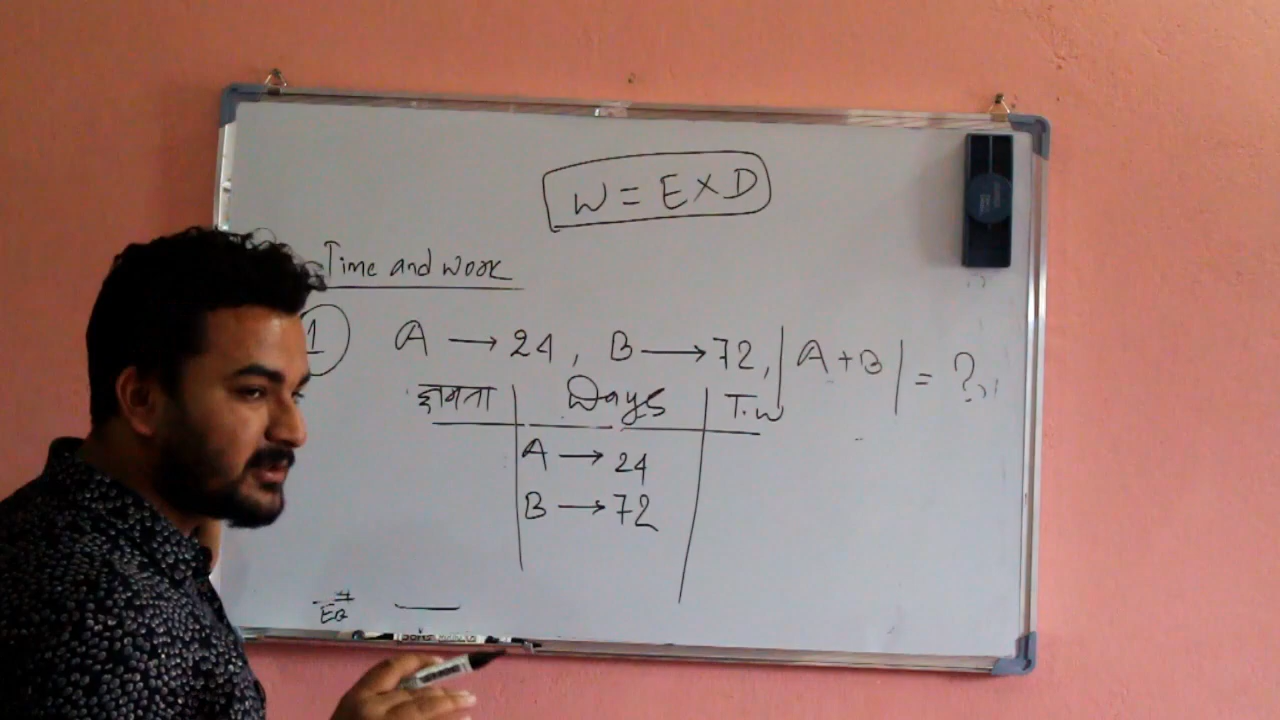 W = E × D
Time and work
1 A → 24, B → 72, | A + B | = ?
क्षमता | Days | T.W
A → 24
B → 72